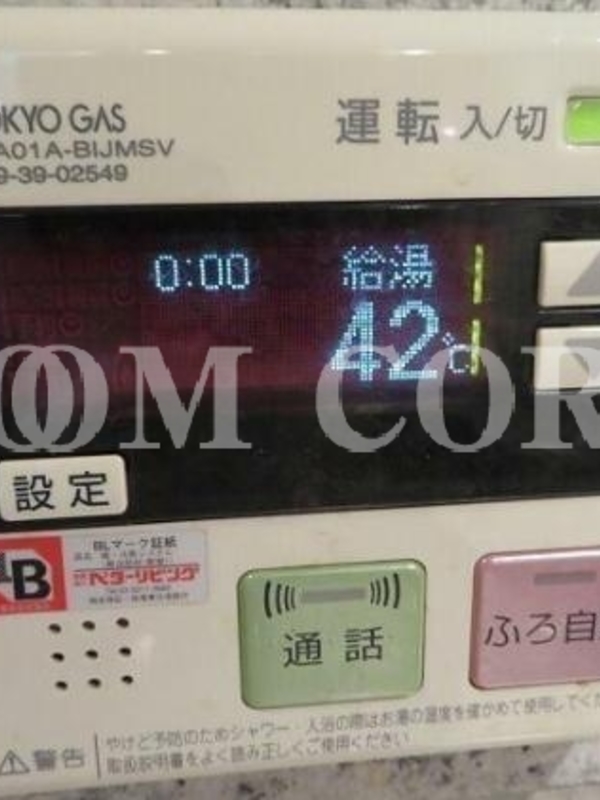 OKYO GAS
運転 入/切
A01A-BIJMSV
9-39-02549
0:00
給湯
42℃
OOM COR
設定
BLマーク証紙
B
ベターリビング
通話
ふろ自
警告
やけど予防のためシャワー・入浴の際はお湯の温度を確かめて使用してくだ
取扱説明書をよく読み正しくご使用ください